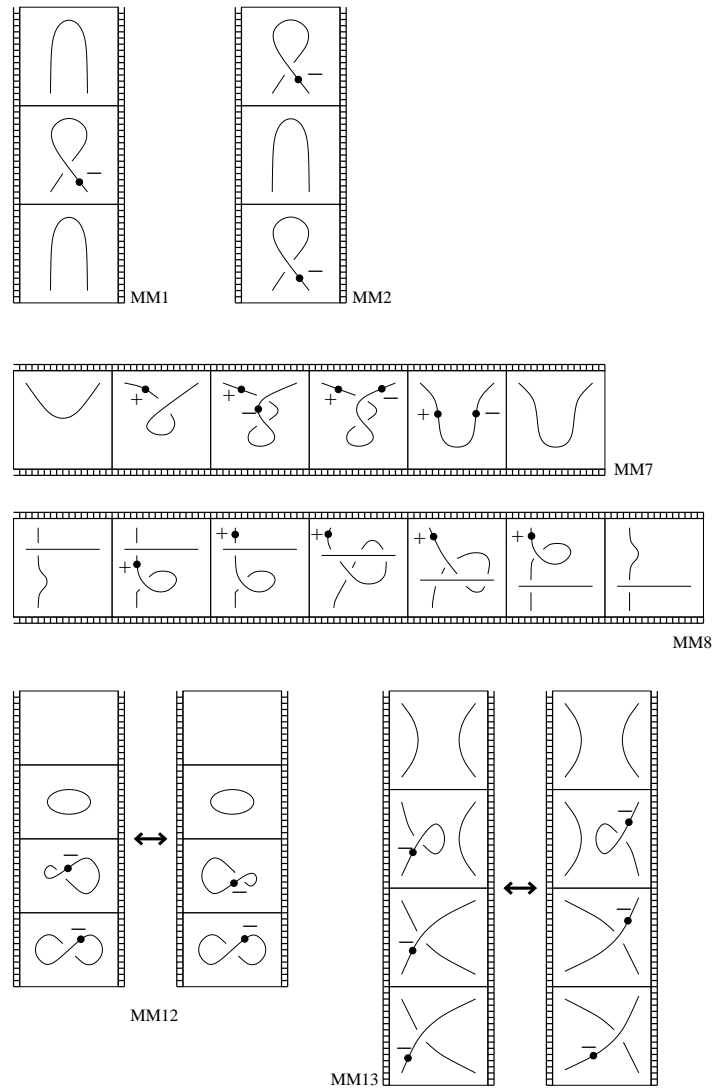 −
−
−
MM1 MM2
+ + − + − + −
MM7
+ + + + +
MM8
− −
− −
MM12
− −
− −
− −
MM13